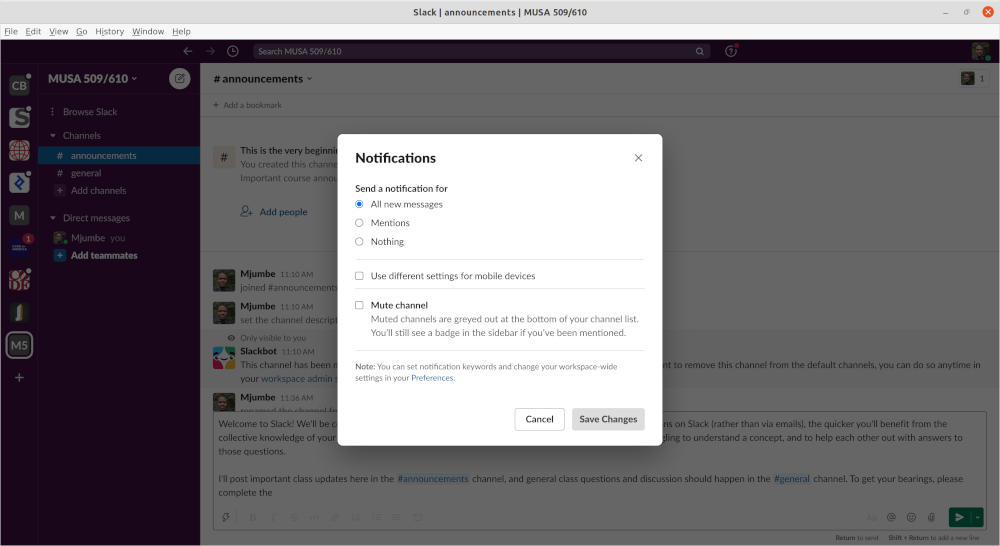 Slack | announcements | MUSA 509/610
File Edit View Go History Window Help
Search MUSA 509/610
CB
MUSA 509/610
# announcements
1
Add a bookmark
Browse Slack
Channels
# announcements
# general
Add channels
Direct messages
Mjumbe you
Add teammates
S
M
1
M5
This is the very beginnin
You created this channe
Important course annou
Add people
Mjumbe 11:10 AM
joined #announcements
Mjumbe 11:10 AM
set the channel descript
Only visible to you
Slackbot 11:10 AM
This channel has been m
nt to remove this channel from the default channels, you can do so anytime in
your workspace admin s
Mjumbe 11:36 AM
renamed the channel fr
Notifications
Send a notification for
All new messages
Mentions
Nothing
Use different settings for mobile devices
Mute channel
Muted channels are greyed out at the bottom of your channel list.
You'll still see a badge in the sidebar if you've been mentioned.
Note: You can set notification keywords and change your workspace-wide
settings in your Preferences.
Cancel Save Changes
Welcome to Slack! We'll be c
ns on Slack (rather than via emails), the quicker you'll benefit from the
collective knowledge of your
gling to understand a concept, and to help each other out with answers to
those questions.
I'll post important class updates here in the #announcements channel, and general class questions and discussion should happen in the #general channel. To get your bearings, please
complete the
Aa
Return to send Shift + Return to add a new line